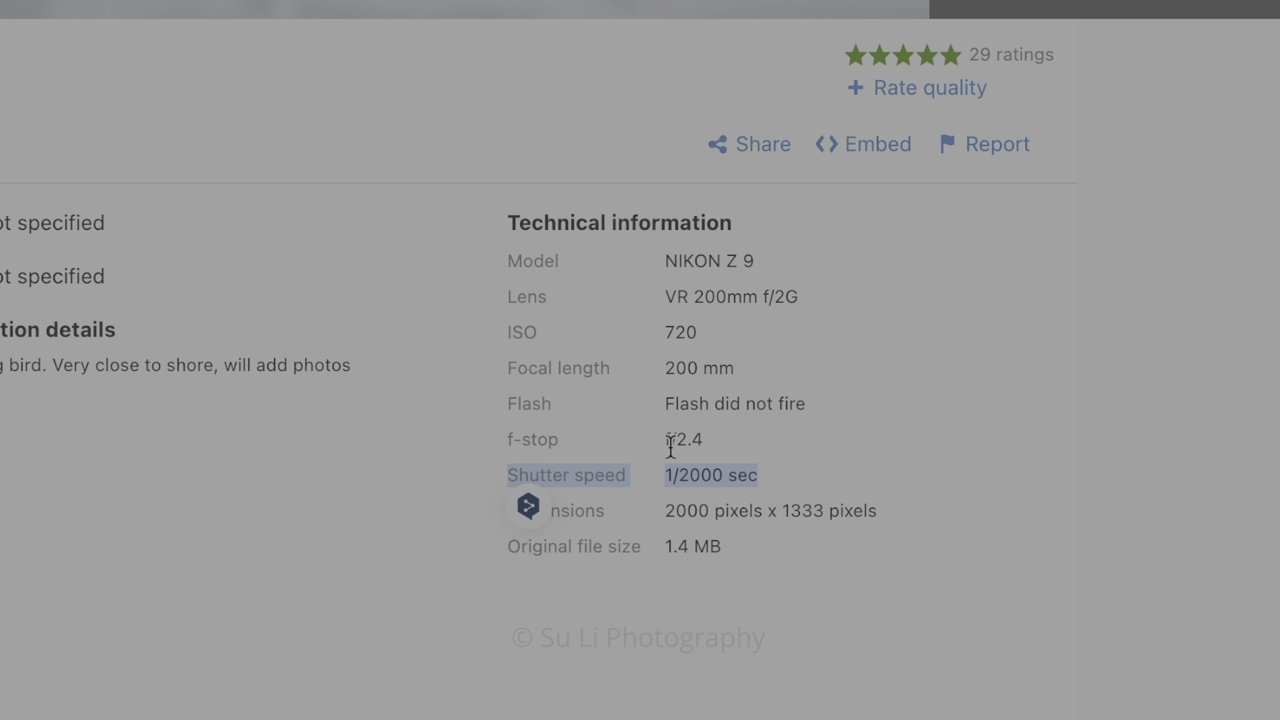 29 ratings
+ Rate quality
Share Embed Report
ot specified
ot specified
tion details
g bird. Very close to shore, will add photos
Technical information
Model NIKON Z 9
Lens VR 200mm f/2G
ISO 720
Focal length 200 mm
Flash Flash did not fire
f-stop f/2.4
Shutter speed 1/2000 sec
nsions 2000 pixels x 1333 pixels
Original file size 1.4 MB
© Su Li Photography